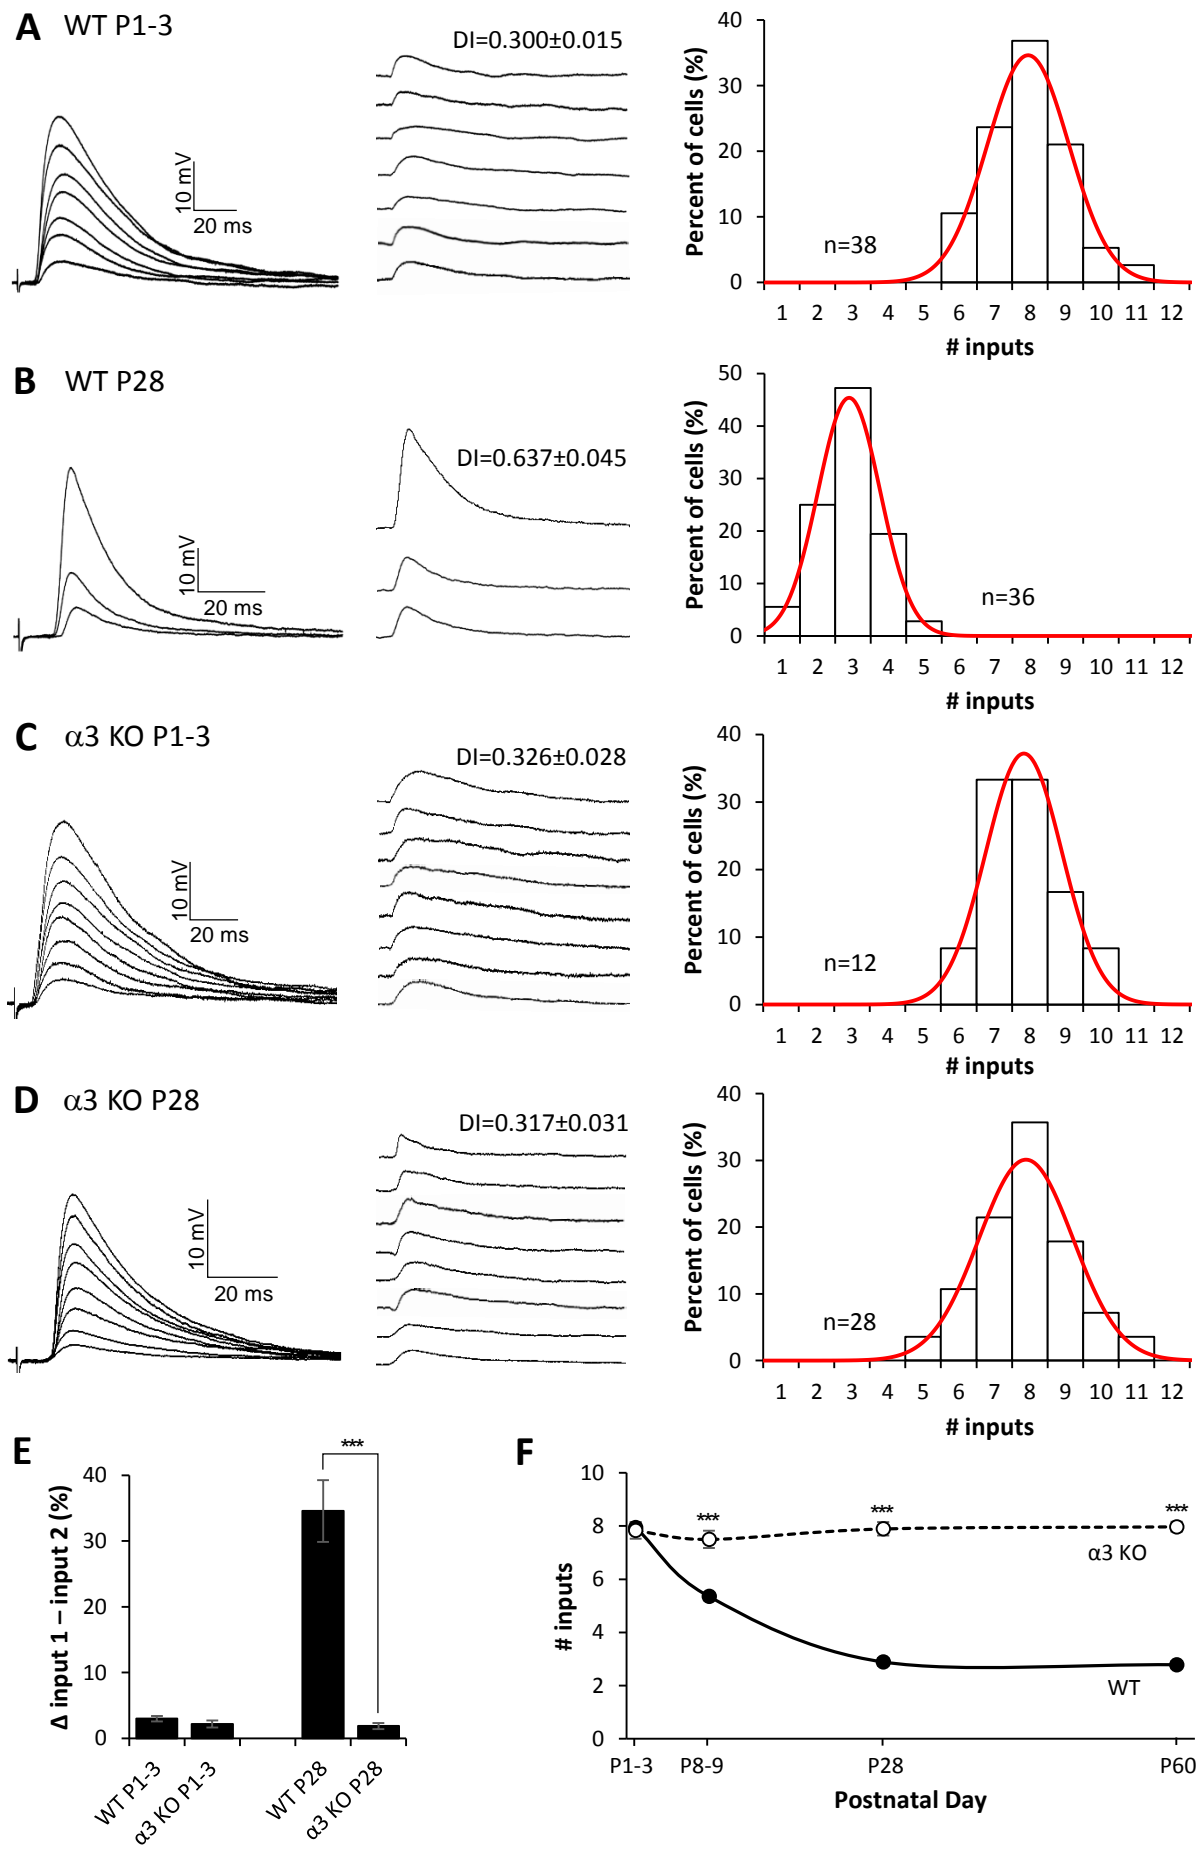 A WT P1-3
DI=0.300±0.015
10 mV
20 ms
Percent of cells (%)
40
30
20
10
0
n=38
1 2 3 4 5 6 7 8 9 10 11 12
# inputs
B WT P28
DI=0.637±0.045
10 mV
20 ms
Percent of cells (%)
50
40
30
20
10
0
n=36
1 2 3 4 5 6 7 8 9 10 11 12
# inputs
C α3 KO P1-3
DI=0.326±0.028
10 mV
20 ms
Percent of cells (%)
40
30
20
10
0
n=12
1 2 3 4 5 6 7 8 9 10 11 12
# inputs
D α3 KO P28
DI=0.317±0.031
10 mV
20 ms
Percent of cells (%)
40
30
20
10
0
n=28
1 2 3 4 5 6 7 8 9 10 11 12
# inputs
E
Δ input 1 – input 2 (%)
40
30
20
10
0
***
WT P1-3
α3 KO P1-3
WT P28
α3 KO P28
F
# inputs
10
8
6
4
2
0
*** *** ***
α3 KO
WT
P1-3 P8-9 P28 P60
Postnatal Day